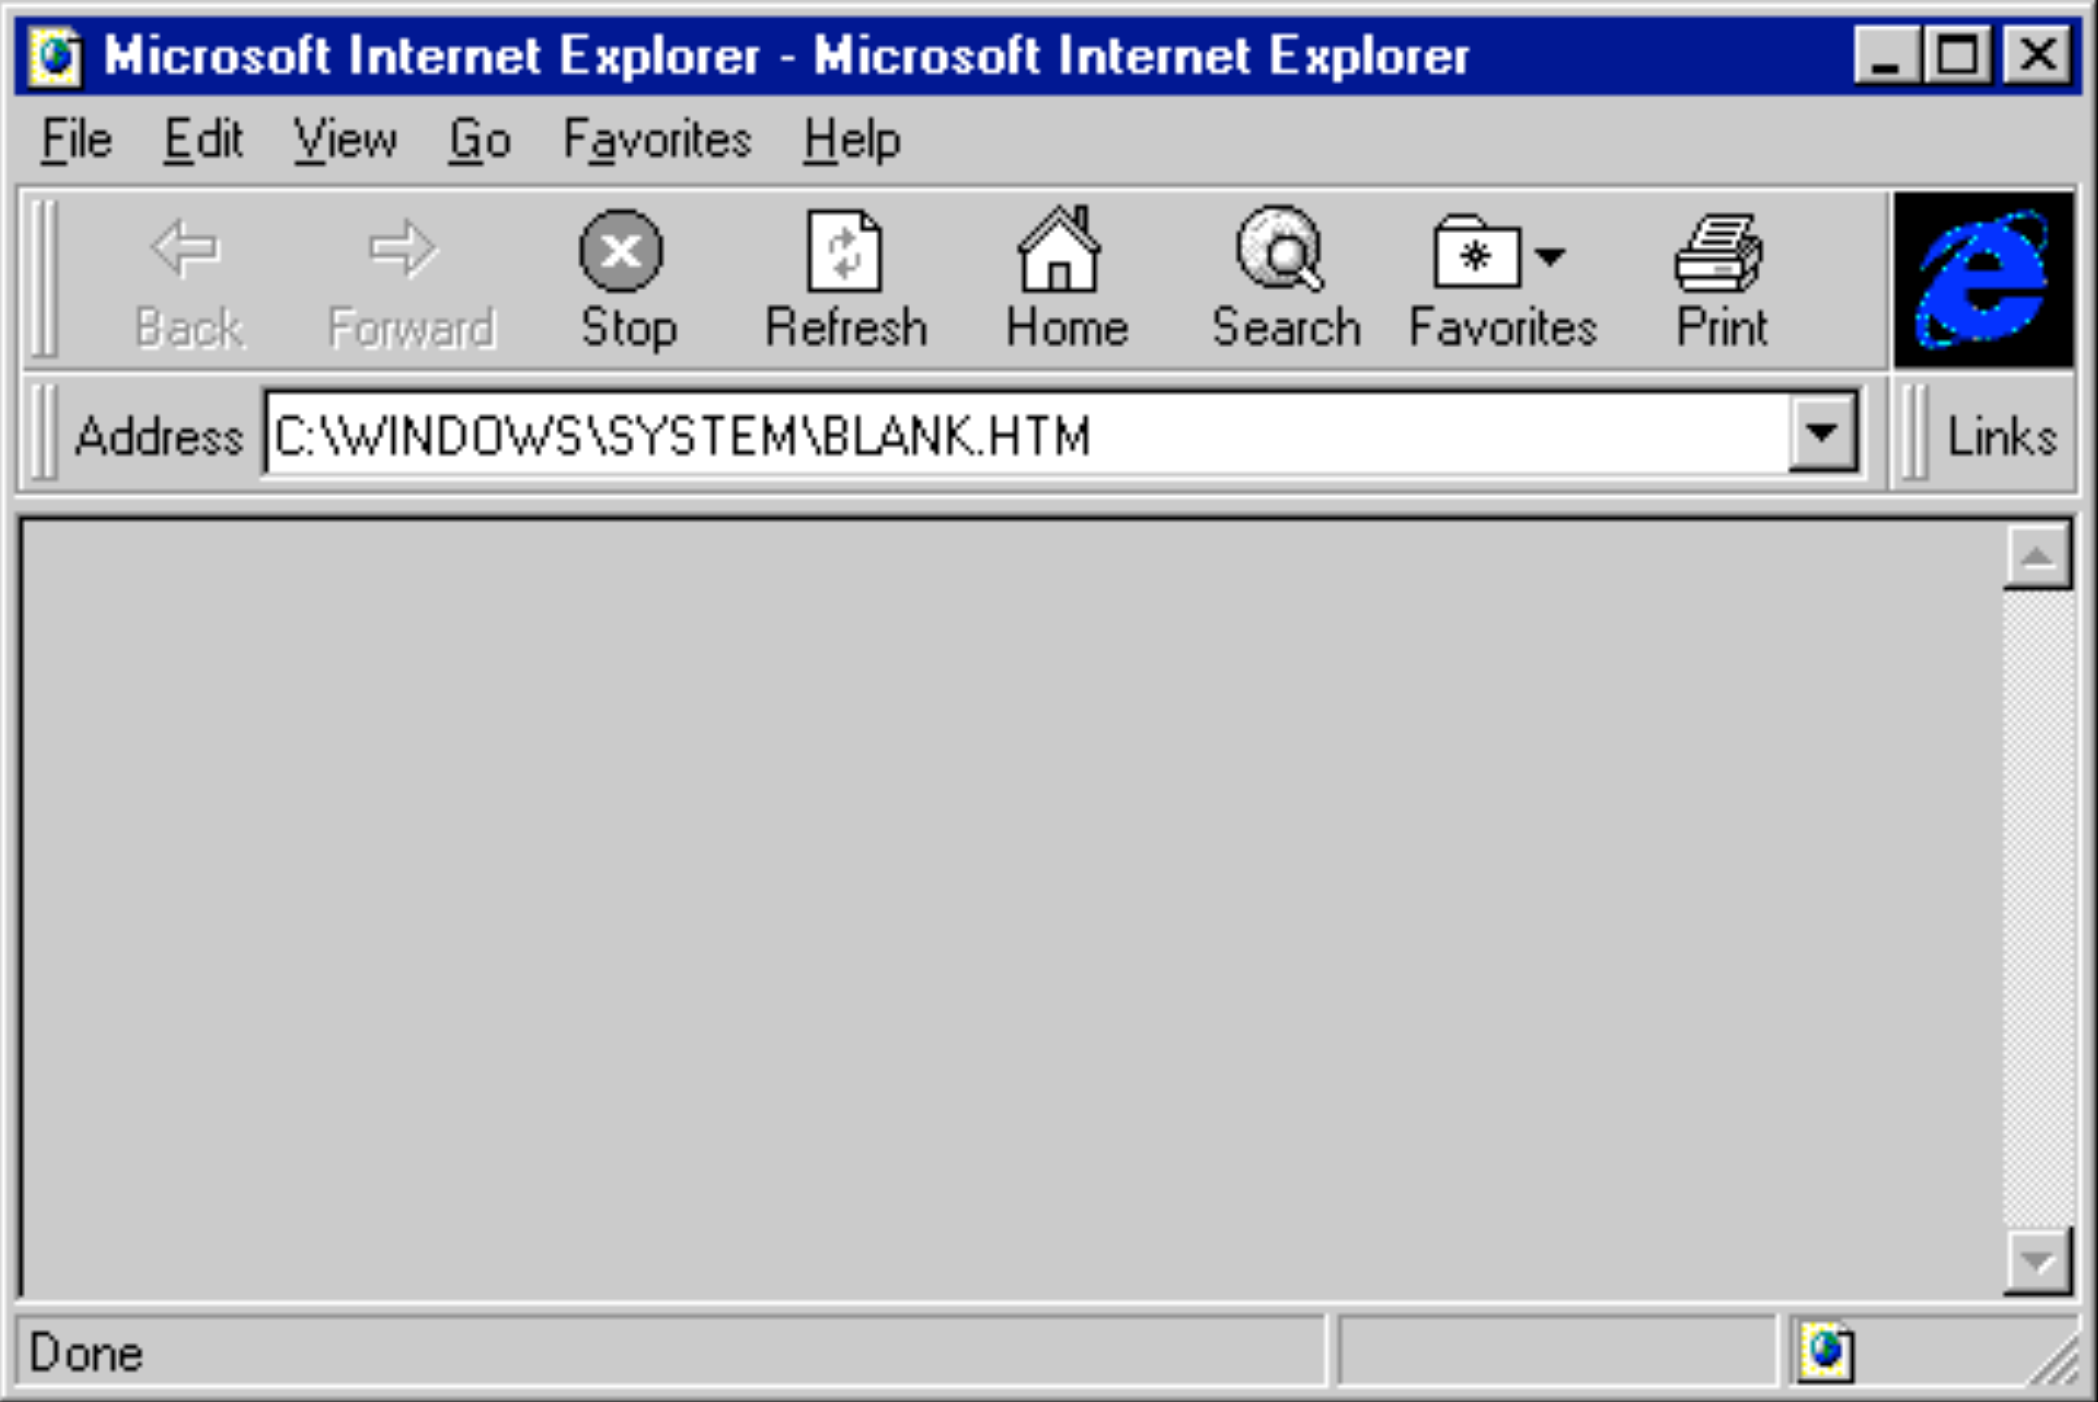 Microsoft Internet Explorer - Microsoft Internet Explorer
File Edit View Go Favorites Help
Back Forward Stop Refresh Home Search Favorites Print
Address C:\WINDOWS\SYSTEM\BLANK.HTM Links
Done